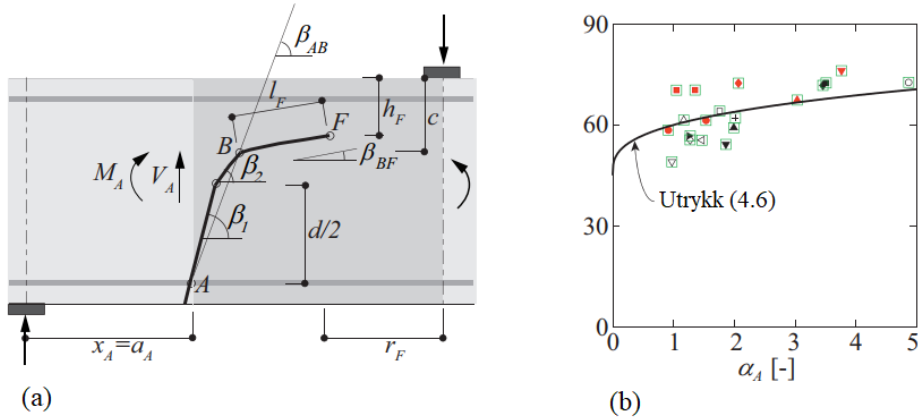 β_AB
l_F
h_F
c
F
B
β_BF
M_A
V_A
β_2
β_1
d/2
A
x_A=a_A
r_F
(a)
90
60
30
0
0
1
2
3
4
5
α_A [-]
Utrykk (4.6)
(b)